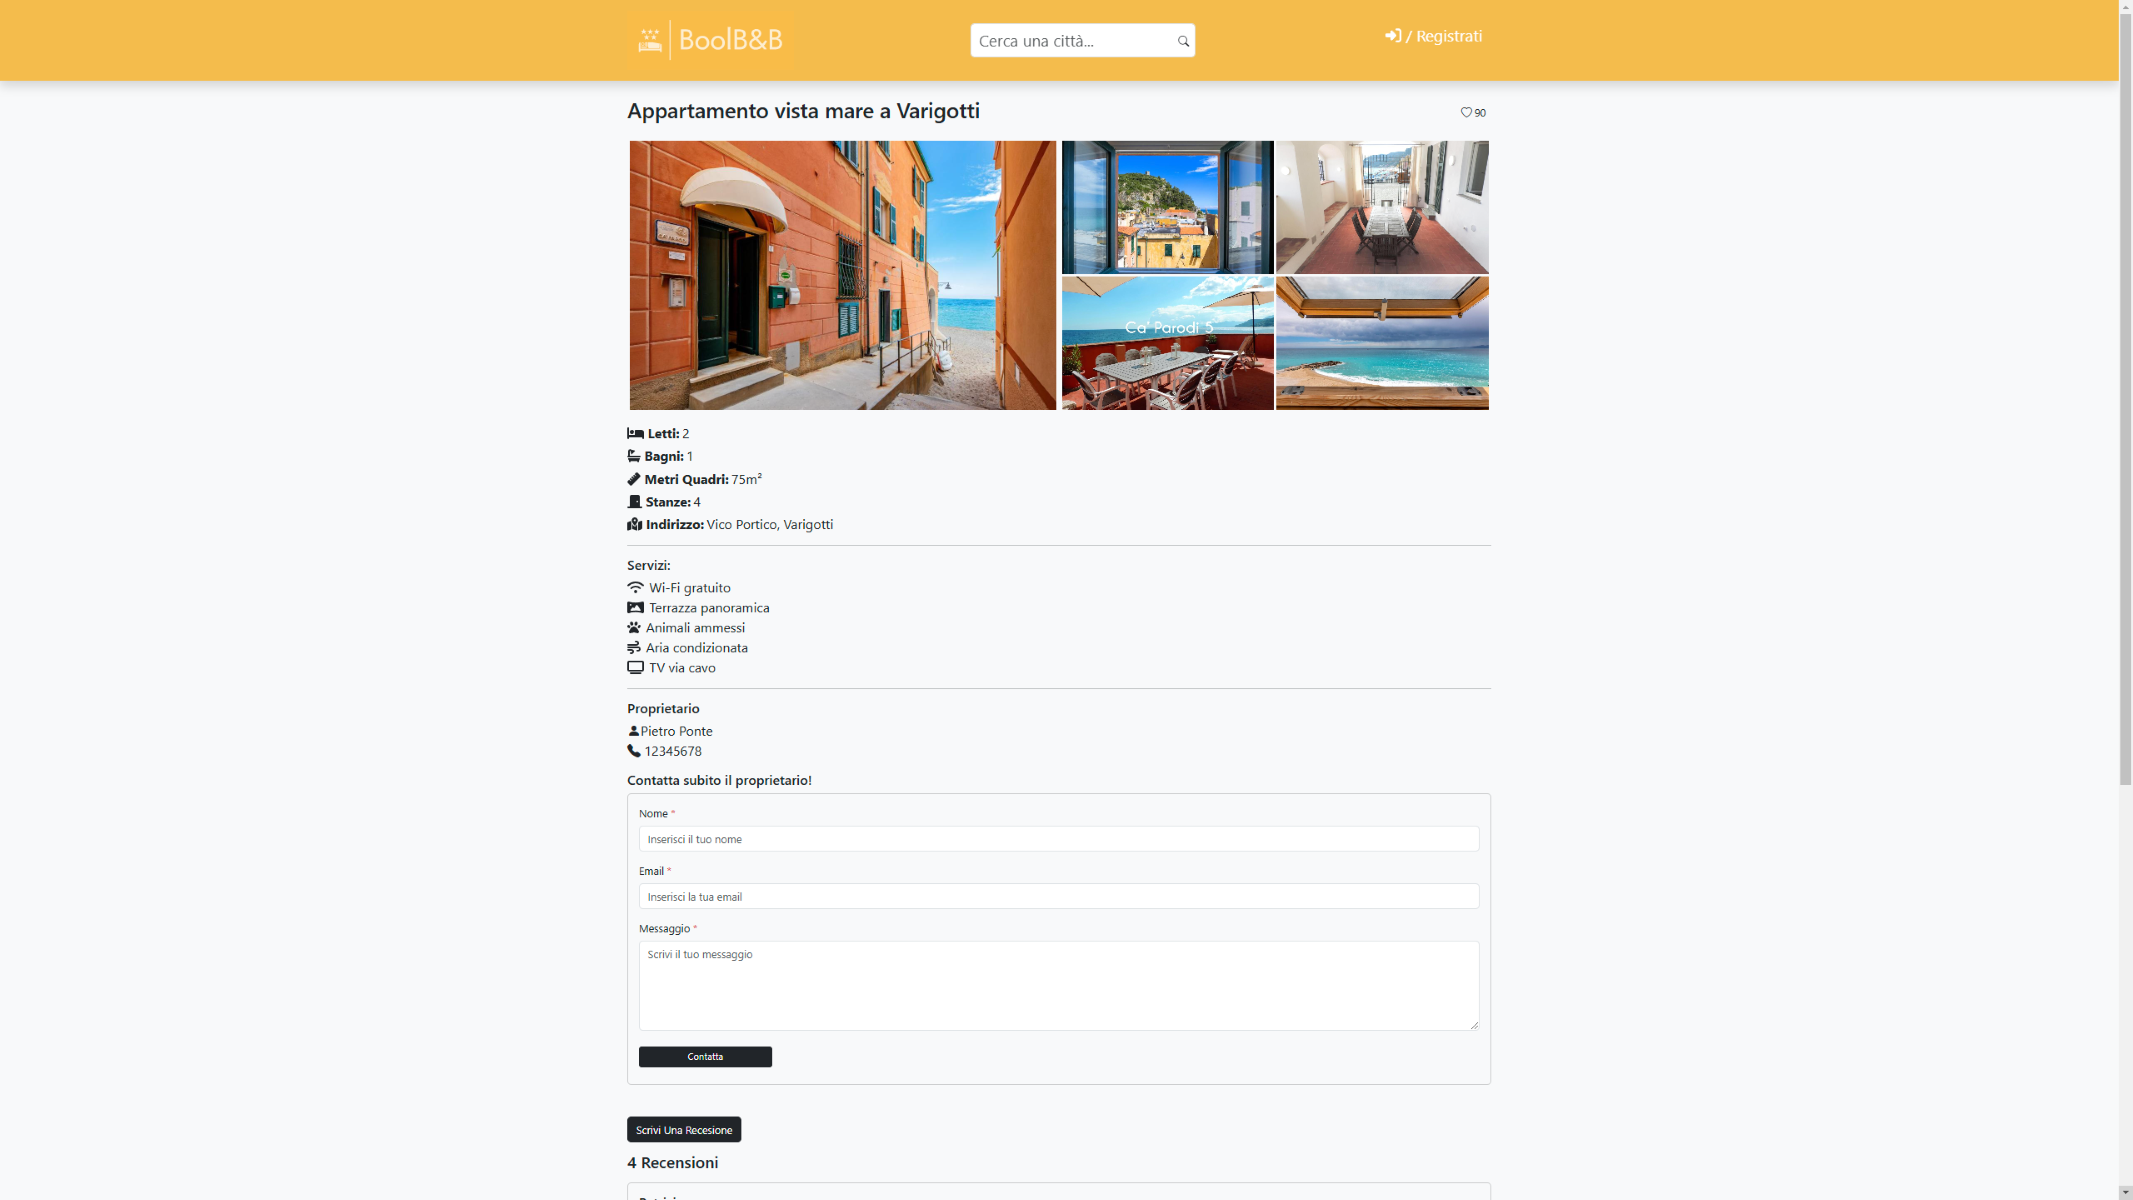 BoolB&B
Cerca una città...
/ Registrati
Appartamento vista mare a Varigotti
90
Ca' Parodi 5
Letti: 2
Bagni: 1
Metri Quadri: 75m²
Stanze: 4
Indirizzo: Vico Portico, Varigotti
Servizi:
Wi-Fi gratuito
Terrazza panoramica
Animali ammessi
Aria condizionata
TV via cavo
Proprietario
Pietro Ponte
12345678
Contatta subito il proprietario!
Nome *
Inserisci il tuo nome
Email *
Inserisci la tua email
Messaggio *
Scrivi il tuo messaggio
Contatta
Scrivi Una Recesione
4 Recensioni